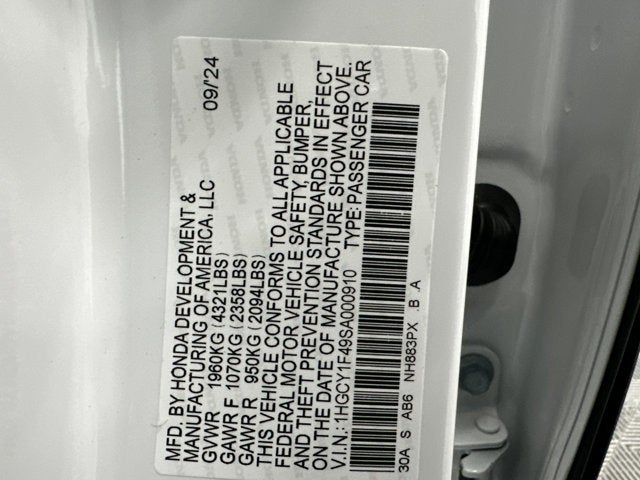 MFD. BY HONDA DEVELOPMENT &
MANUFACTURING OF AMERICA, LLC 09/24
GVWR 1960KG (4321LBS)
GAWR F 1070KG (2358LBS)
GAWR R 950KG (2094LBS)
THIS VEHICLE CONFORMS TO ALL APPLICABLE
FEDERAL MOTOR VEHICLE SAFETY, BUMPER,
AND THEFT PREVENTION STANDARDS IN EFFECT
ON THE DATE OF MANUFACTURE SHOWN ABOVE.
V.I.N.: 1HGCY1F49SA000910 TYPE: PASSENGER CAR
30A S AB6 NH883PX .B .A